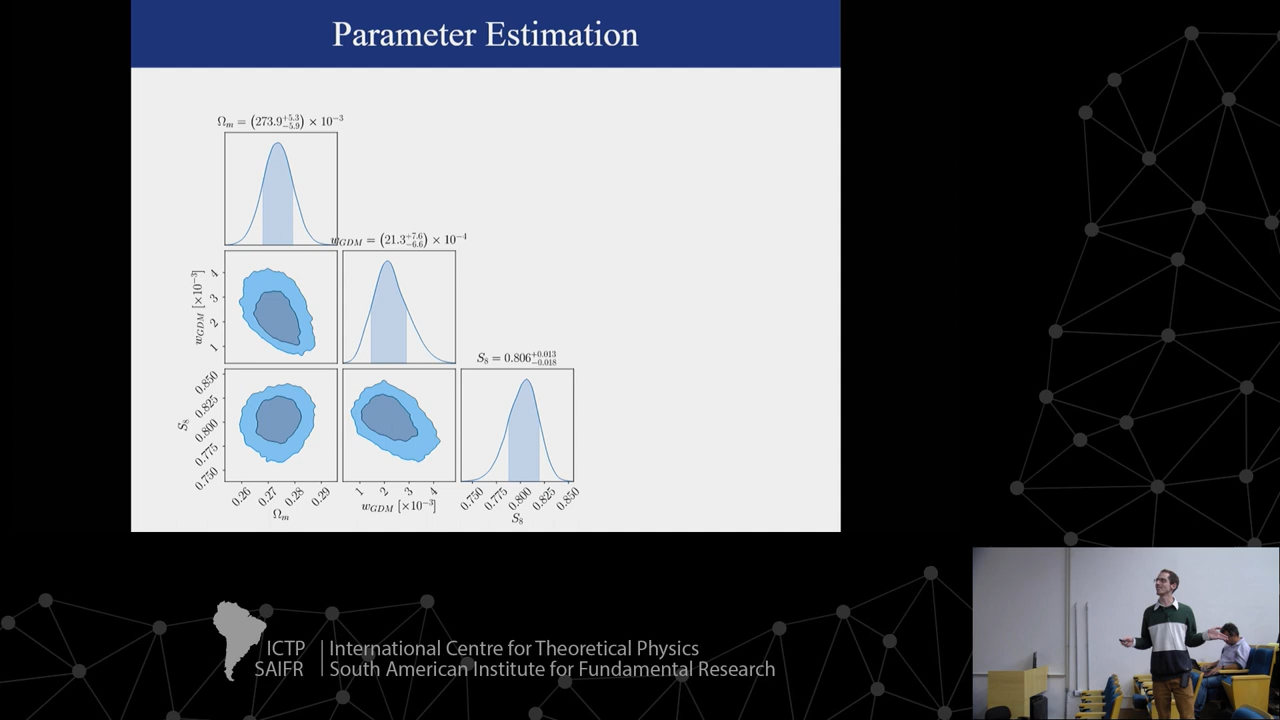 Parameter Estimation
Ωm = (273.9 +5.3 −5.9) × 10−3
wGDM = (21.3 +7.6 −6.6) × 10−4
S8 = 0.806 +0.013 −0.018
wGDM [×10−3]
4
3
2
1
S8
0.850
0.825
0.800
0.775
0.750
0.26 0.27 0.28 0.29
Ωm
1 2 3 4
wGDM [×10−3]
0.750 0.775 0.800 0.825 0.850
S8
ICTP SAIFR
International Centre for Theoretical Physics
South American Institute for Fundamental Research